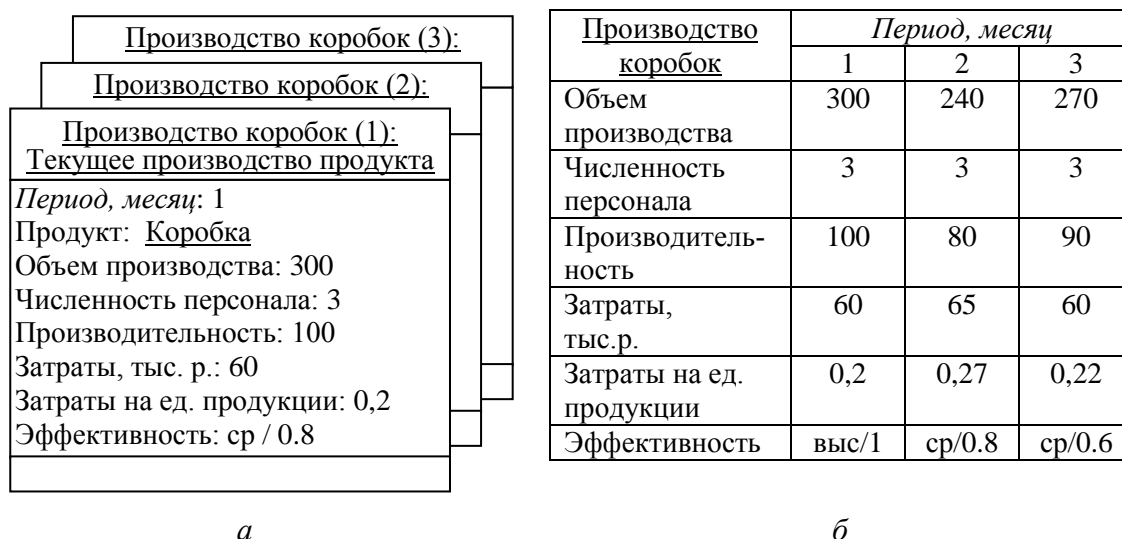 Производство коробок (3):
Производство коробок (2):
Производство коробок (1):
Текущее производство продукта
Период, месяц: 1
Продукт: Коробка
Объем производства: 300
Численность персонала: 3
Производительность: 100
Затраты, тыс. р.: 60
Затраты на ед. продукции: 0,2
Эффективность: ср / 0.8
а
Производство Период, месяц
коробок 1 2 3
Объем 300 240 270
производства
Численность 3 3 3
персонала
Производитель- 100 80 90
ность
Затраты, 60 65 60
тыс.р.
Затраты на ед. 0,2 0,27 0,22
продукции
Эффективность выс/1 ср/0.8 ср/0.6
б